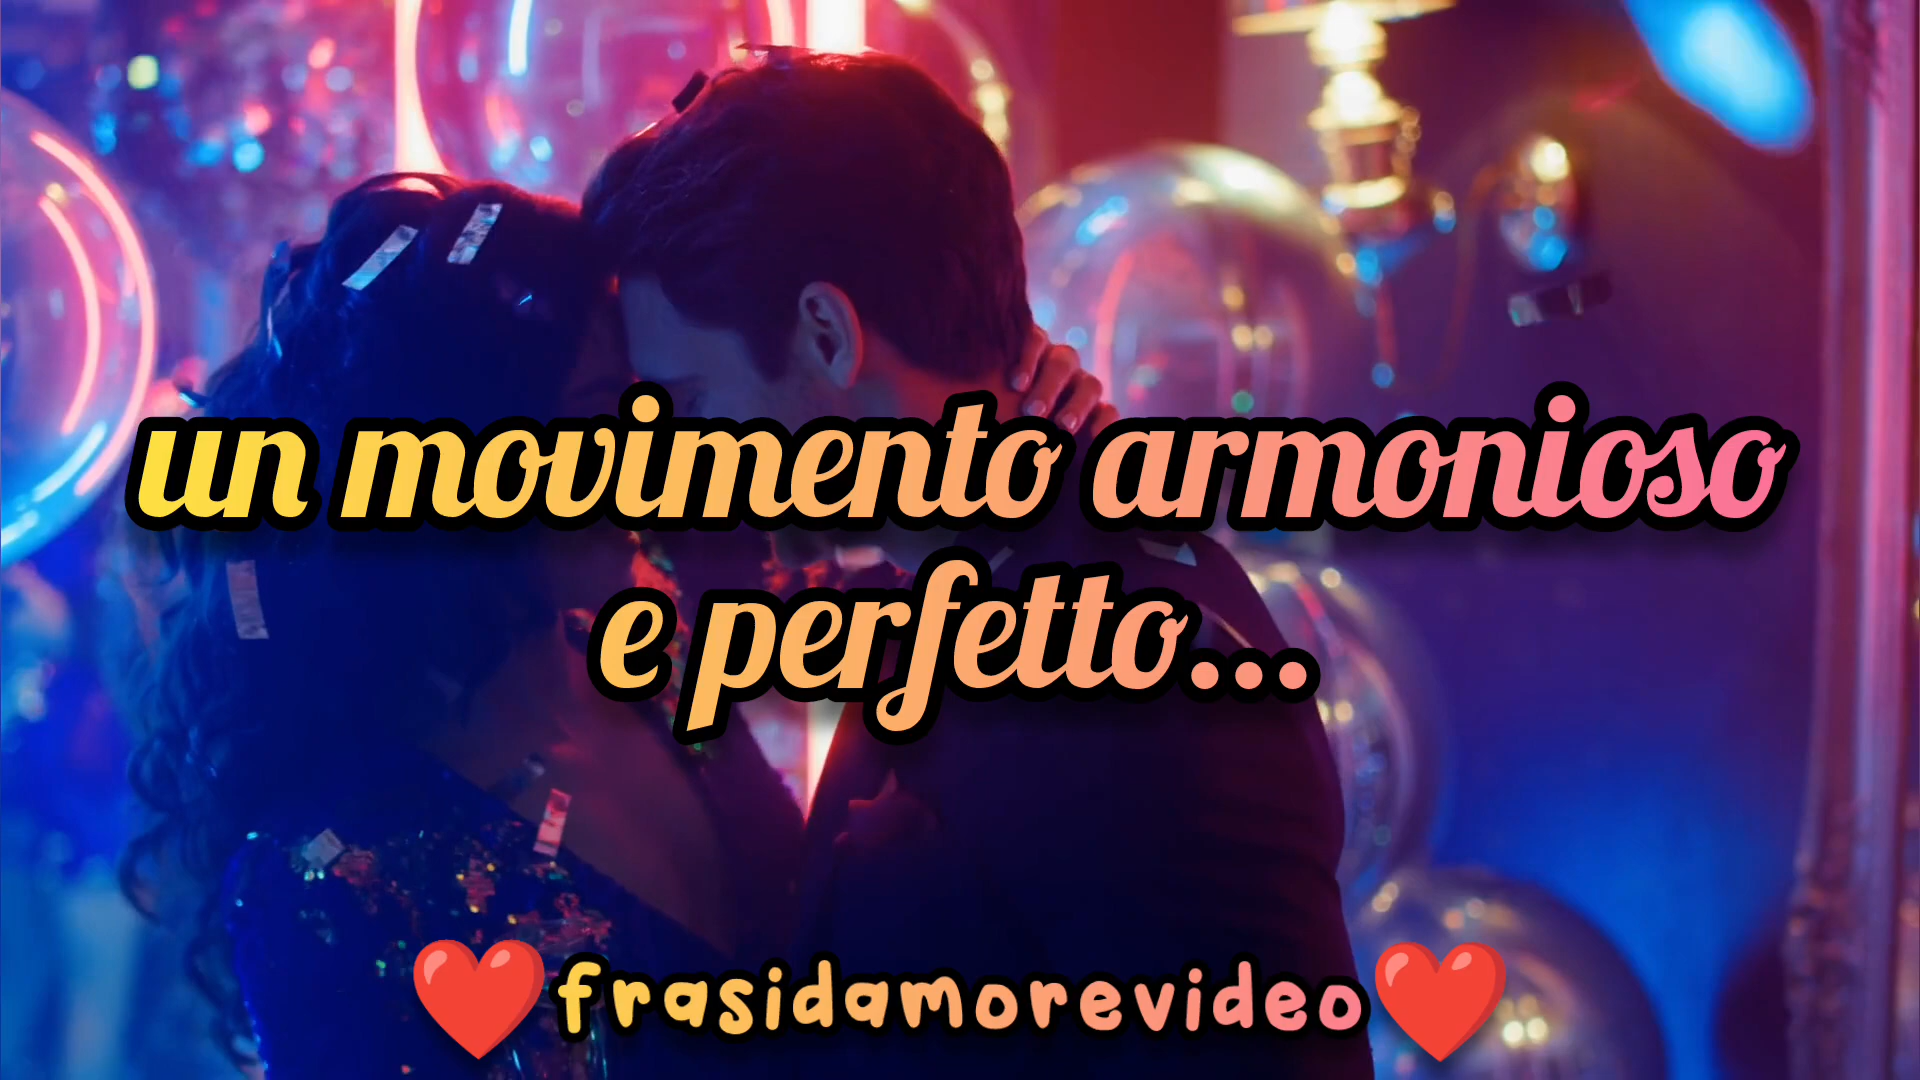 un movimento armonioso
e perfetto...
❤️frasidamorevideo❤️